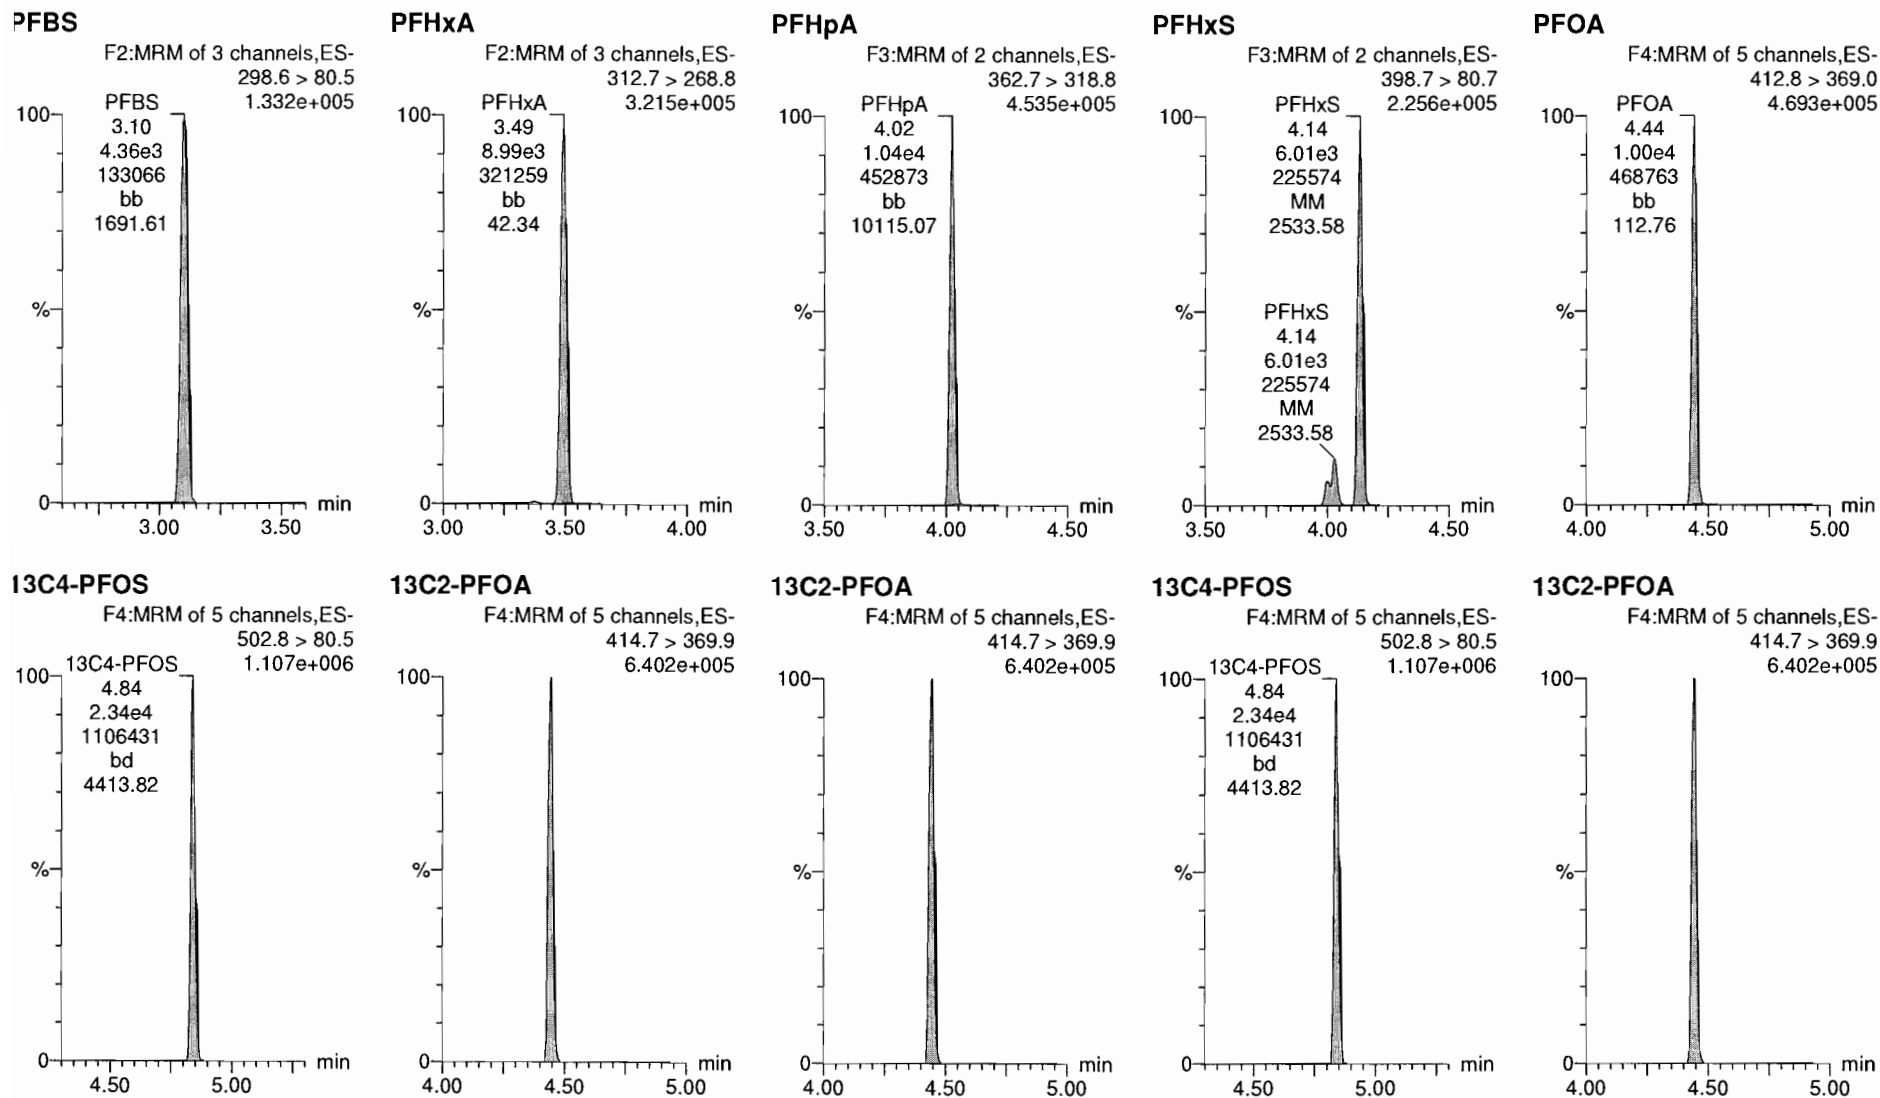 PFBS
F2:MRM of 3 channels,ES-
298.6 > 80.5
1.332e+005
PFBS
3.10
4.36e3
133066
bb
1691.61
100
%
0
min
3.00 3.50
PFHxA
F2:MRM of 3 channels,ES-
312.7 > 268.8
3.215e+005
PFHxA
3.49
8.99e3
321259
bb
42.34
100
%
0
min
3.00 3.50 4.00
PFHpA
F3:MRM of 2 channels,ES-
362.7 > 318.8
4.535e+005
PFHpA
4.02
1.04e4
452873
bb
10115.07
100
%
0
min
3.50 4.00 4.50
PFHxS
F3:MRM of 2 channels,ES-
398.7 > 80.7
2.256e+005
PFHxS
4.14
6.01e3
225574
MM
2533.58
PFHxS
4.14
6.01e3
225574
MM
2533.58
100
%
0
min
3.50 4.00 4.50
PFOA
F4:MRM of 5 channels,ES-
412.8 > 369.0
4.693e+005
PFOA
4.44
1.00e4
468763
bb
112.76
100
%
0
min
4.00 4.50 5.00
13C4-PFOS
F4:MRM of 5 channels,ES-
502.8 > 80.5
1.107e+006
13C4-PFOS
4.84
2.34e4
1106431
bd
4413.82
100
%
0
min
4.50 5.00
13C2-PFOA
F4:MRM of 5 channels,ES-
414.7 > 369.9
6.402e+005
100
%
0
min
4.00 4.50 5.00
13C2-PFOA
F4:MRM of 5 channels,ES-
414.7 > 369.9
6.402e+005
100
%
0
min
4.00 4.50 5.00
13C4-PFOS
F4:MRM of 5 channels,ES-
502.8 > 80.5
1.107e+006
13C4-PFOS
4.84
2.34e4
1106431
bd
4413.82
100
%
0
min
4.50 5.00
13C2-PFOA
F4:MRM of 5 channels,ES-
414.7 > 369.9
6.402e+005
100
%
0
min
4.00 4.50 5.00